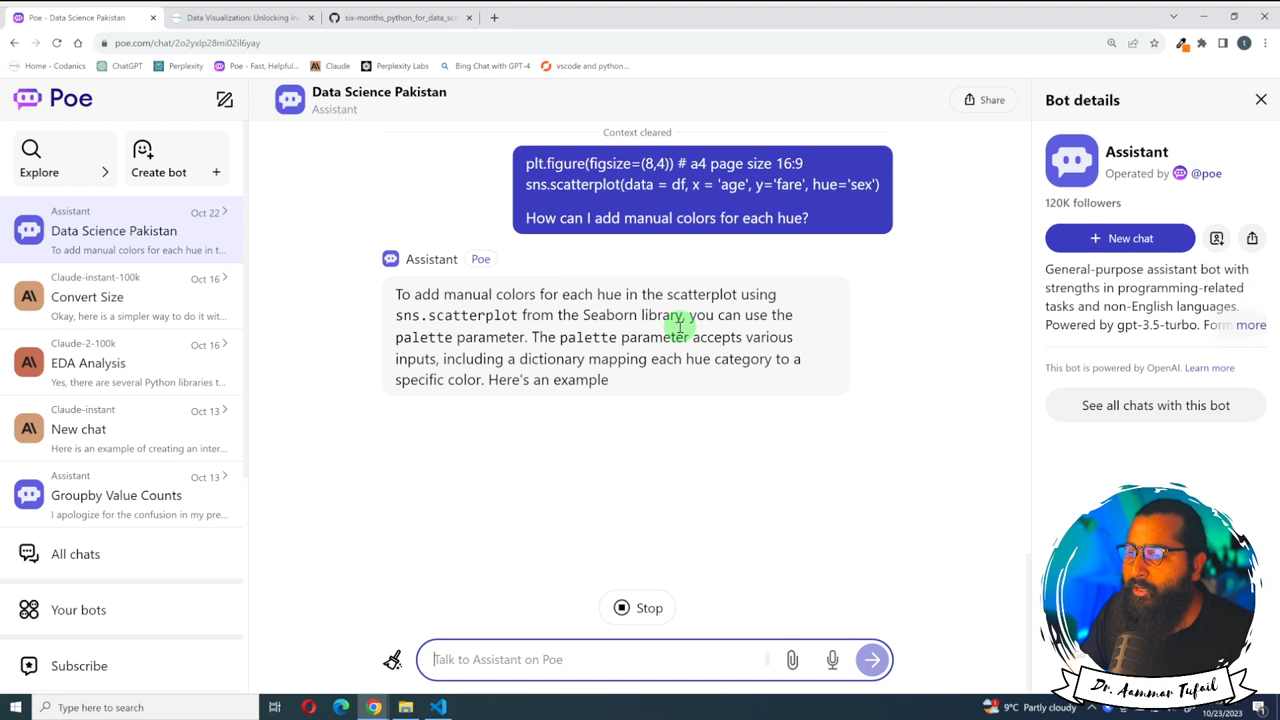 Poe - Data Science Pakistan
Data Visualization: Unlocking in
six-months_python_for_data_sci
poe.com/chat/2o2yxlp28mi02il6yay
Home - Codanics
ChatGPT
Perplexity
Poe - Fast, Helpful...
Claude
Perplexity Labs
Bing Chat with GPT-4
vscode and python...
Poe
Explore
Create bot
Assistant
Oct 22
Data Science Pakistan
To add manual colors for each hue in t...
Claude-instant-100k
Oct 16
Convert Size
Okay, here is a simpler way to do it wit...
Claude-2-100k
Oct 16
EDA Analysis
Yes, there are several Python libraries t...
Claude-instant
Oct 13
New chat
Here is an example of creating an inter...
Assistant
Oct 13
Groupby Value Counts
I apologize for the confusion in my pre...
All chats
Your bots
Subscribe
Data Science Pakistan
Assistant
Share
Context cleared
plt.figure(figsize=(8,4)) # a4 page size 16:9
sns.scatterplot(data = df, x = 'age', y='fare', hue='sex')
How can I add manual colors for each hue?
Assistant Poe
To add manual colors for each hue in the scatterplot using
sns.scatterplot from the Seaborn library, you can use the
palette parameter. The palette parameter accepts various
inputs, including a dictionary mapping each hue category to a
specific color. Here's an example
Stop
Talk to Assistant on Poe
Bot details
Assistant
Operated by @poe
120K followers
New chat
General-purpose assistant bot with
strengths in programming-related
tasks and non-English languages.
Powered by gpt-3.5-turbo. Form more
This bot is powered by OpenAI. Learn more
See all chats with this bot
Dr. Aammar Tufail
Type here to search
9°C Partly cloudy
10/23/2023